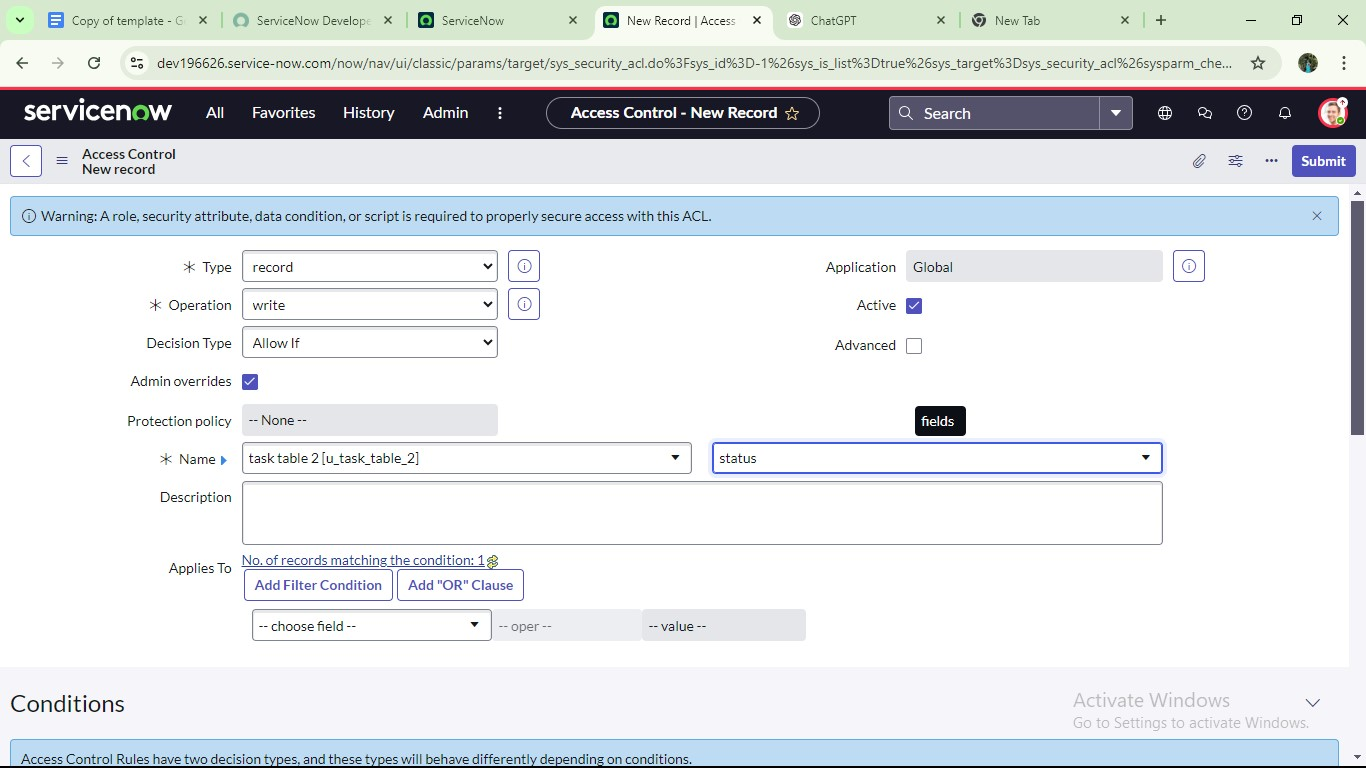 Copy of template - G
ServiceNow Develope
ServiceNow
New Record | Access
ChatGPT
New Tab
dev196626.service-now.com/now/nav/ui/classic/params/target/sys_security_acl.do%3Fsys_id%3D-1%26sys_is_list%3Dtrue%26sys_target%3Dsys_security_acl%26sysparm_che...
servicenow All Favorites History Admin Access Control - New Record Search
Access Control
New record
Submit
Warning: A role, security attribute, data condition, or script is required to properly secure access with this ACL.
Type record Application Global
Operation write Active
Decision Type Allow If Advanced
Admin overrides
Protection policy -- None --
fields
Name task table 2 [u_task_table_2] status
Description
Applies To No. of records matching the condition: 1
Add Filter Condition Add "OR" Clause
-- choose field -- -- oper -- -- value --
Conditions
Activate Windows
Go to Settings to activate Windows.
Access Control Rules have two decision types, and these types will behave differently depending on conditions.